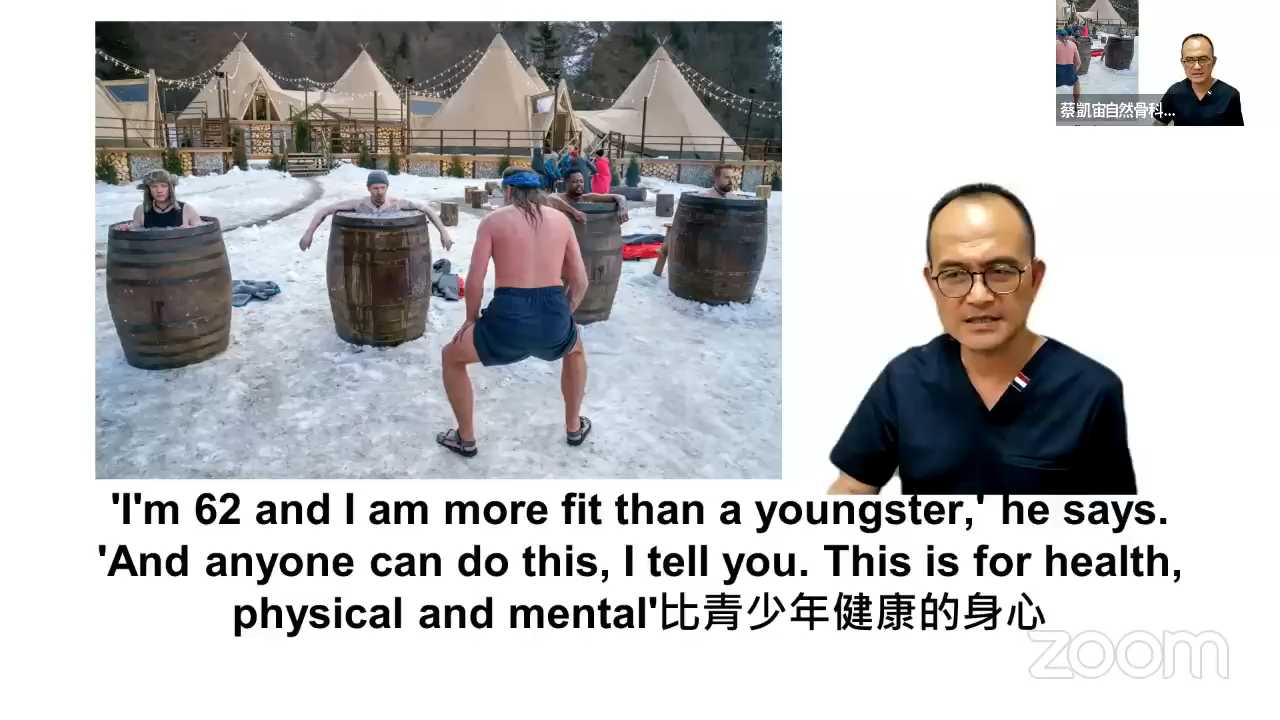 蔡凱宙自然骨科...
'I'm 62 and I am more fit than a youngster,' he says.
'And anyone can do this, I tell you. This is for health,
physical and mental'比青少年健康的身心
zoom